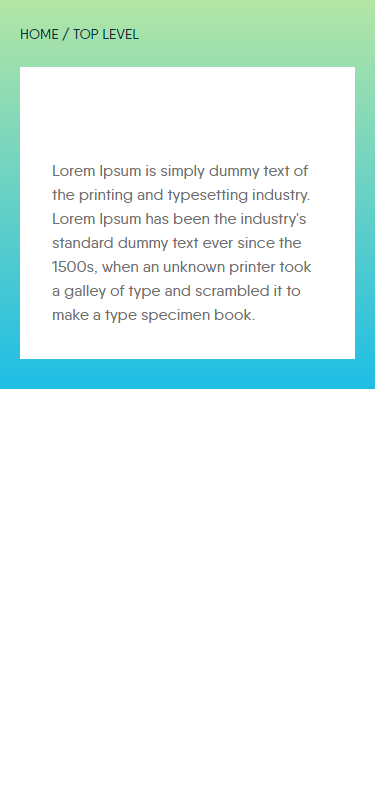 HOME / TOP LEVEL
Lorem Ipsum is simply dummy text of
the printing and typesetting industry.
Lorem Ipsum has been the industry's
standard dummy text ever since the
1500s, when an unknown printer took
a galley of type and scrambled it to
make a type specimen book.